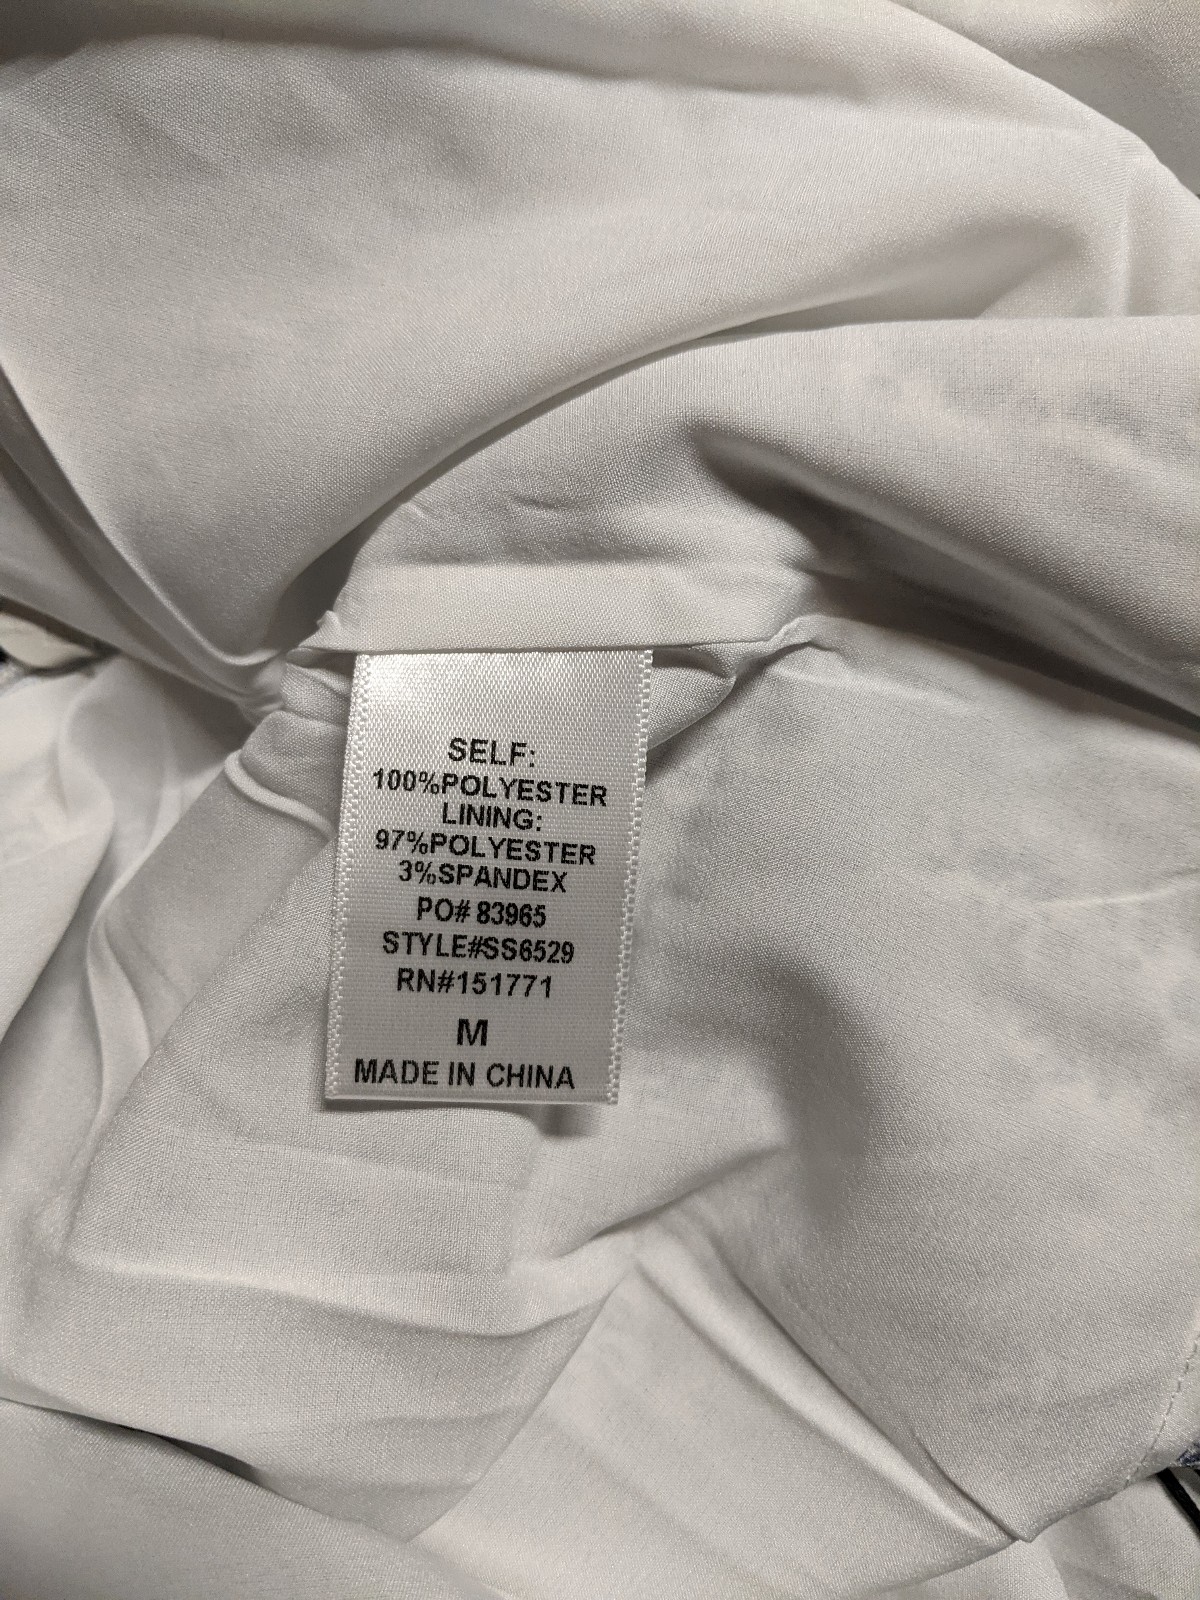 SELF:
100%POLYESTER
LINING:
97%POLYESTER
3%SPANDEX
PO# 83965
STYLE#SS6529
RN#151771
M
MADE IN CHINA